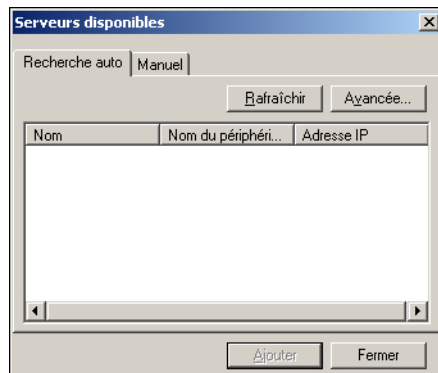 Serveurs disponibles
Recherche auto Manuel
Rafraîchir Avancée...
Nom Nom du périphéri... Adresse IP
Ajouter Fermer